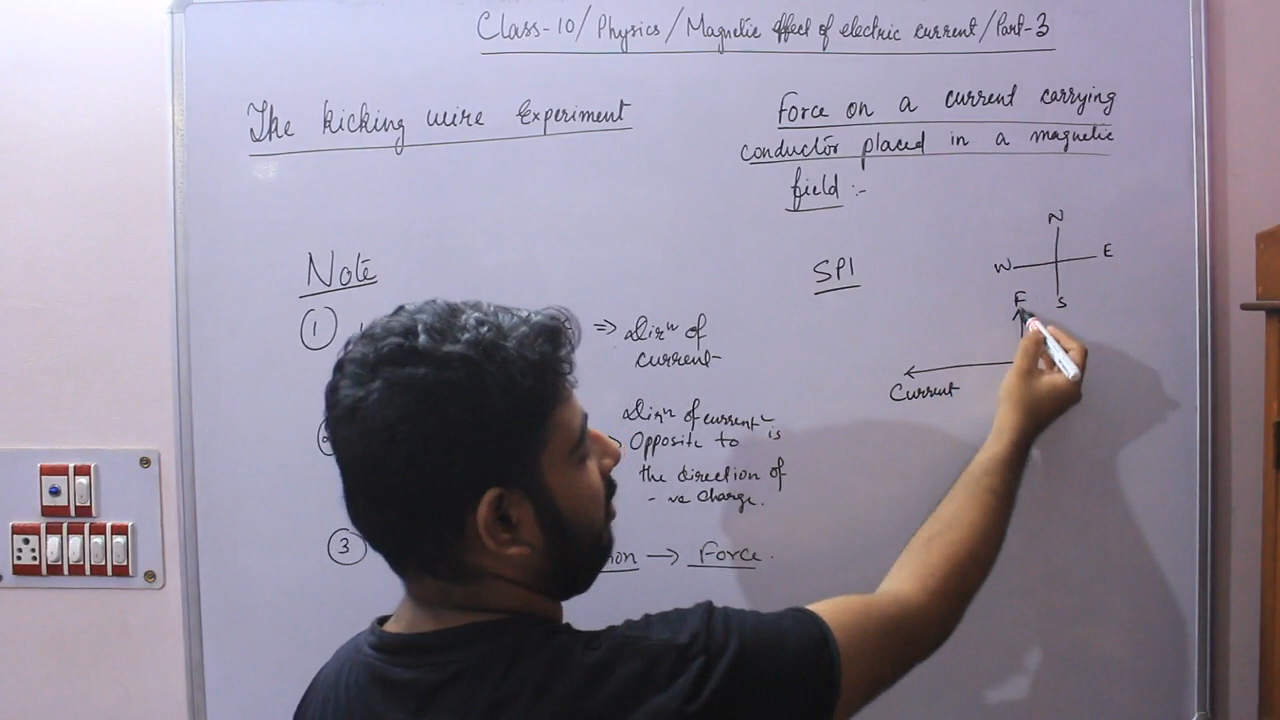 Class-10/Physics/Magnetic effect of electric current/Part-3
The kicking wire Experiment
Force on a current carrying
conductor placed in a magnetic
field :-
Note
1
=> Dirⁿ of
current
Dirⁿ of current is
Opposite to
the direction of
-ve charge.
3
→ Force.
SP1
N
W E
S
F
Current